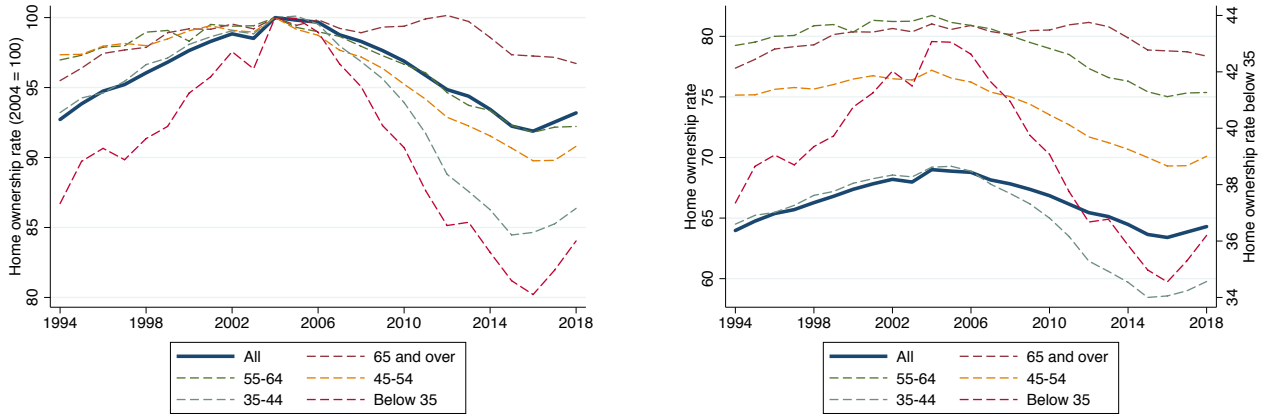 Home ownership rate (2004 = 100)
100
95
90
85
80
1994 1998 2002 2006 2010 2014 2018
All 65 and over
55-64 45-54
35-44 Below 35
Home ownership rate
80
75
70
65
60
Home ownership rate below 35
44
42
40
38
36
34
1994 1998 2002 2006 2010 2014 2018
All 65 and over
55-64 45-54
35-44 Below 35